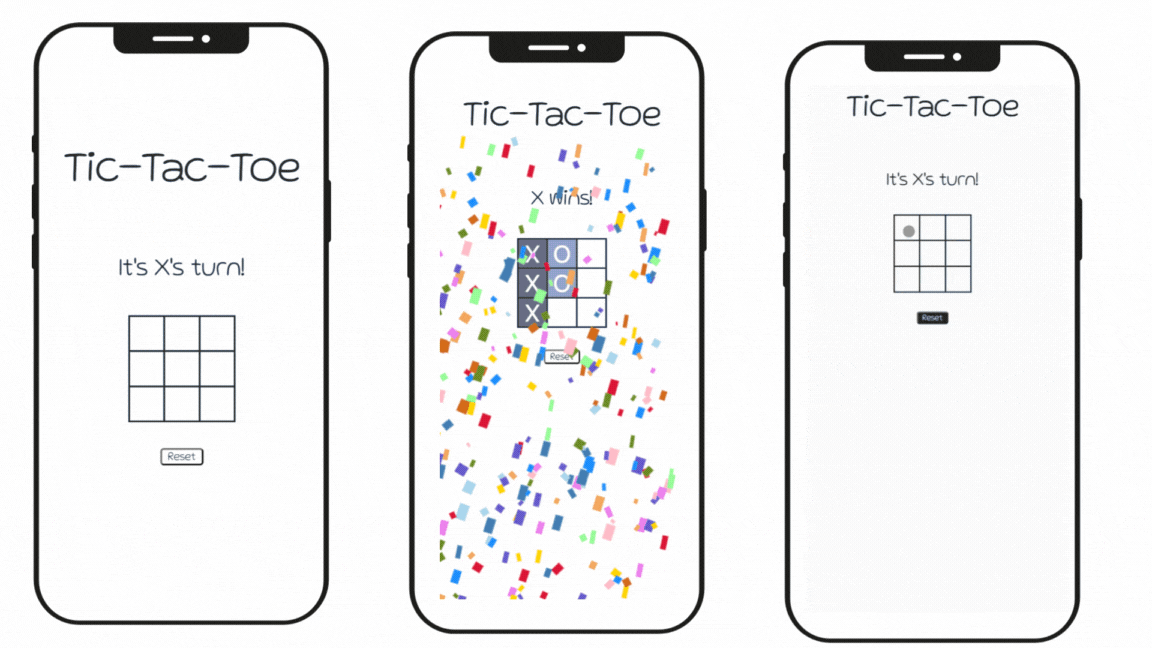 Tic-Tac-Toe
It's X's turn!
Reset
Tic-Tac-Toe
X wins!
X O
X O
X
Reset
Tic-Tac-Toe
It's X's turn!
Reset